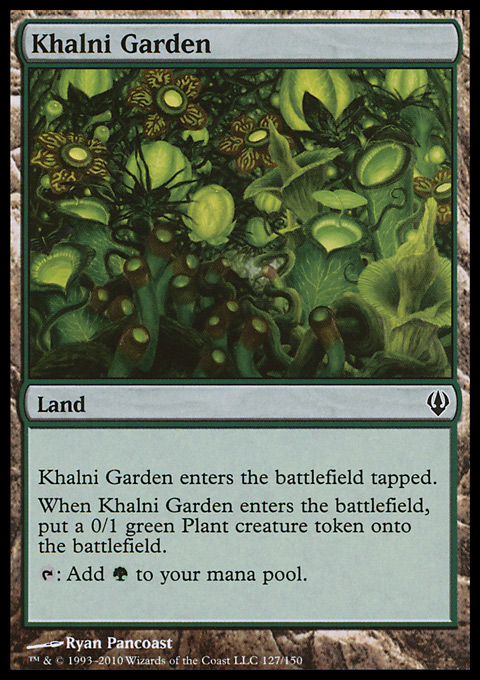 Khalni Garden
Land
Khalni Garden enters the battlefield tapped.
When Khalni Garden enters the battlefield,
put a 0/1 green Plant creature token onto
the battlefield.
: Add to your mana pool.
Ryan Pancoast
™ & © 1993–2010 Wizards of the Coast LLC 127/150